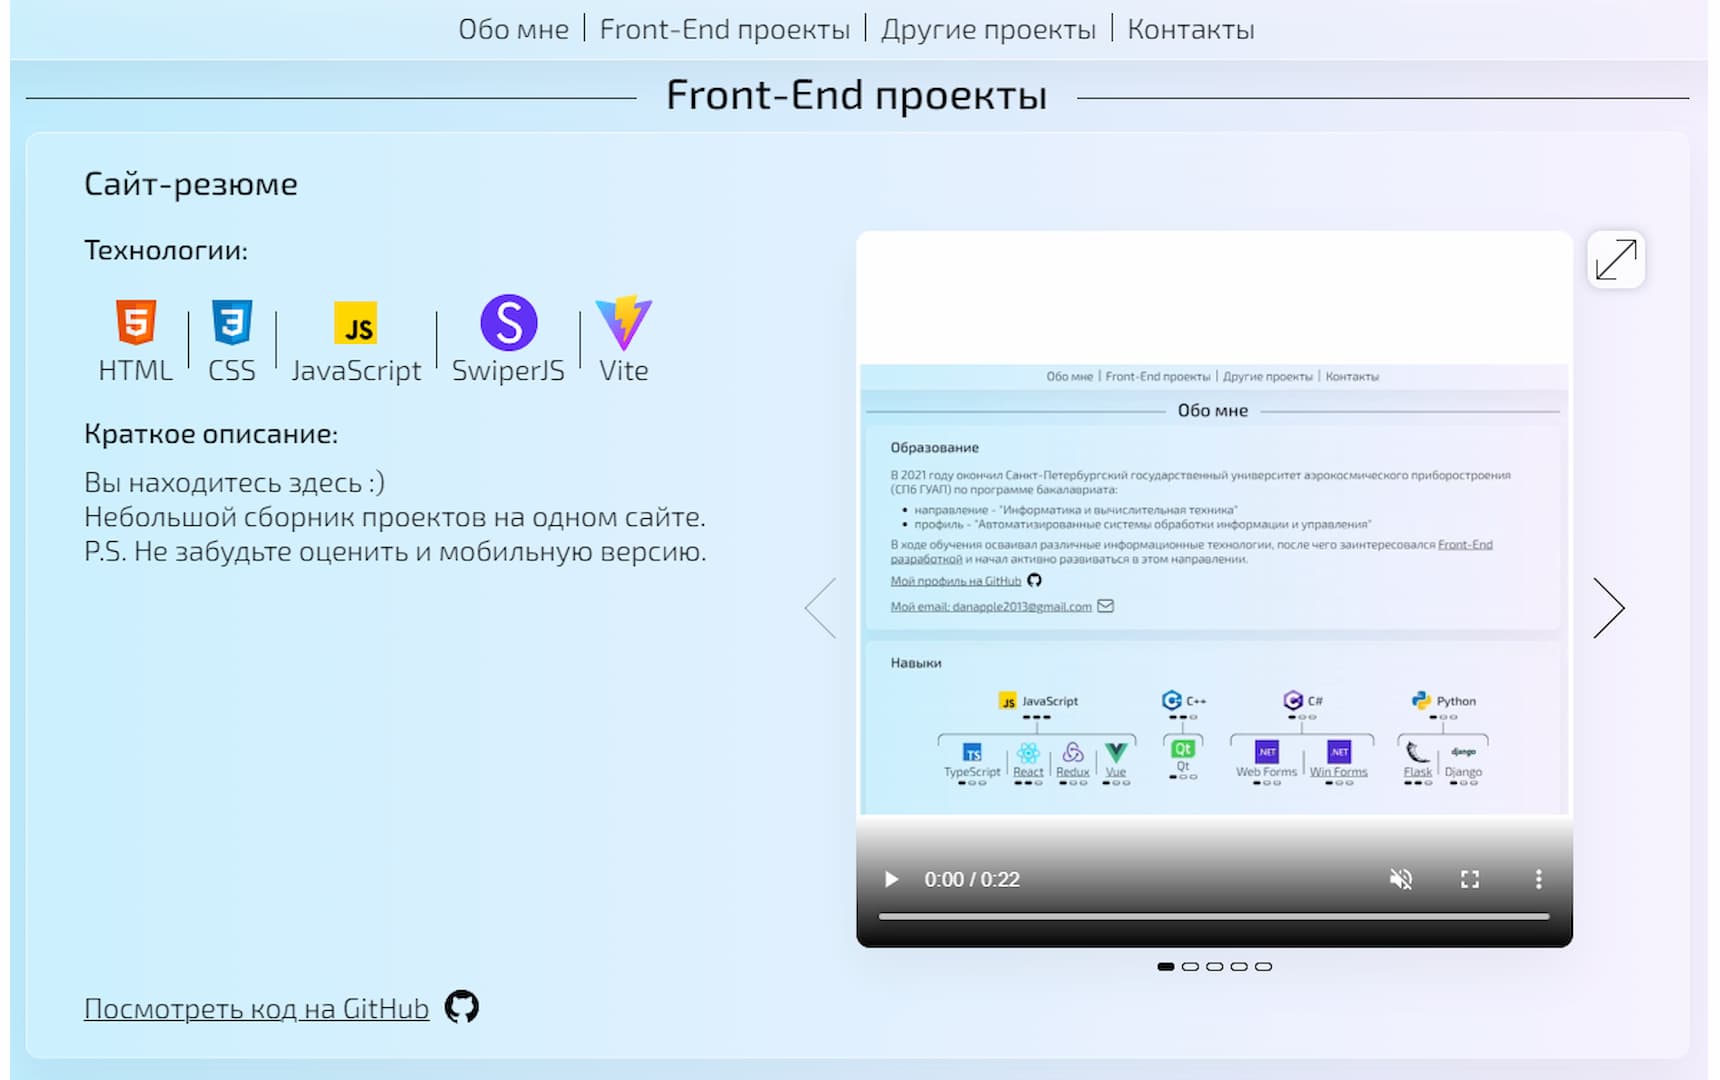 Обо мне | Front-End проекты | Другие проекты | Контакты
Front-End проекты
Сайт-резюме
Технологии:
HTML CSS JavaScript SwiperJS Vite
Краткое описание:
Вы находитесь здесь :)
Небольшой сборник проектов на одном сайте.
P.S. Не забудьте оценить и мобильную версию.
Посмотреть код на GitHub
Обо мне | Front-End проекты | Другие проекты | Контакты
Обо мне
Образование
В 2021 году окончил Санкт-Петербургский государственный университет аэрокосмического приборостроения
(СПб ГУАП) по программе бакалавриата:
• направление - "Информатика и вычислительная техника"
• профиль - "Автоматизированные системы обработки информации и управления"
В ходе обучения осваивал различные информационные технологии, после чего заинтересовался Front-End
разработкой и начал активно развиваться в этом направлении.
Мой профиль на GitHub
Мой email: danapple2013@gmail.com
Навыки
JS JavaScript C++ C# Python
TS Qt .NET .NET django
TypeScript React Redux Vue Qt Web Forms Win Forms Flask Django
0:00 / 0:22